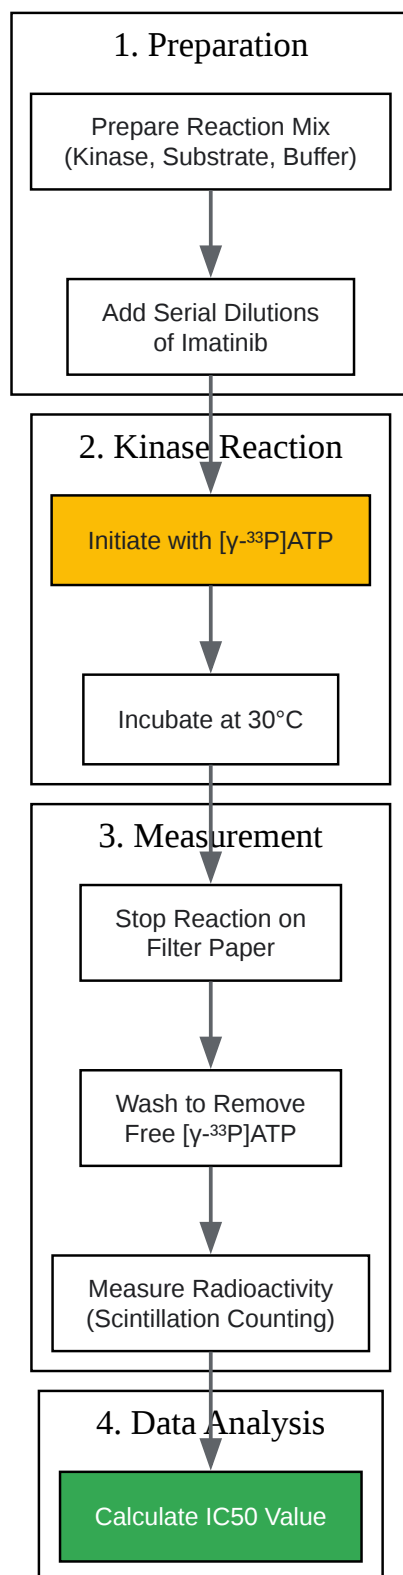 1. Preparation
Prepare Reaction Mix
(Kinase, Substrate, Buffer)
Add Serial Dilutions
of Imatinib
2. Kinase Reaction
Initiate with [γ-³³P]ATP
Incubate at 30°C
3. Measurement
Stop Reaction on
Filter Paper
Wash to Remove
Free [γ-³³P]ATP
Measure Radioactivity
(Scintillation Counting)
4. Data Analysis
Calculate IC50 Value